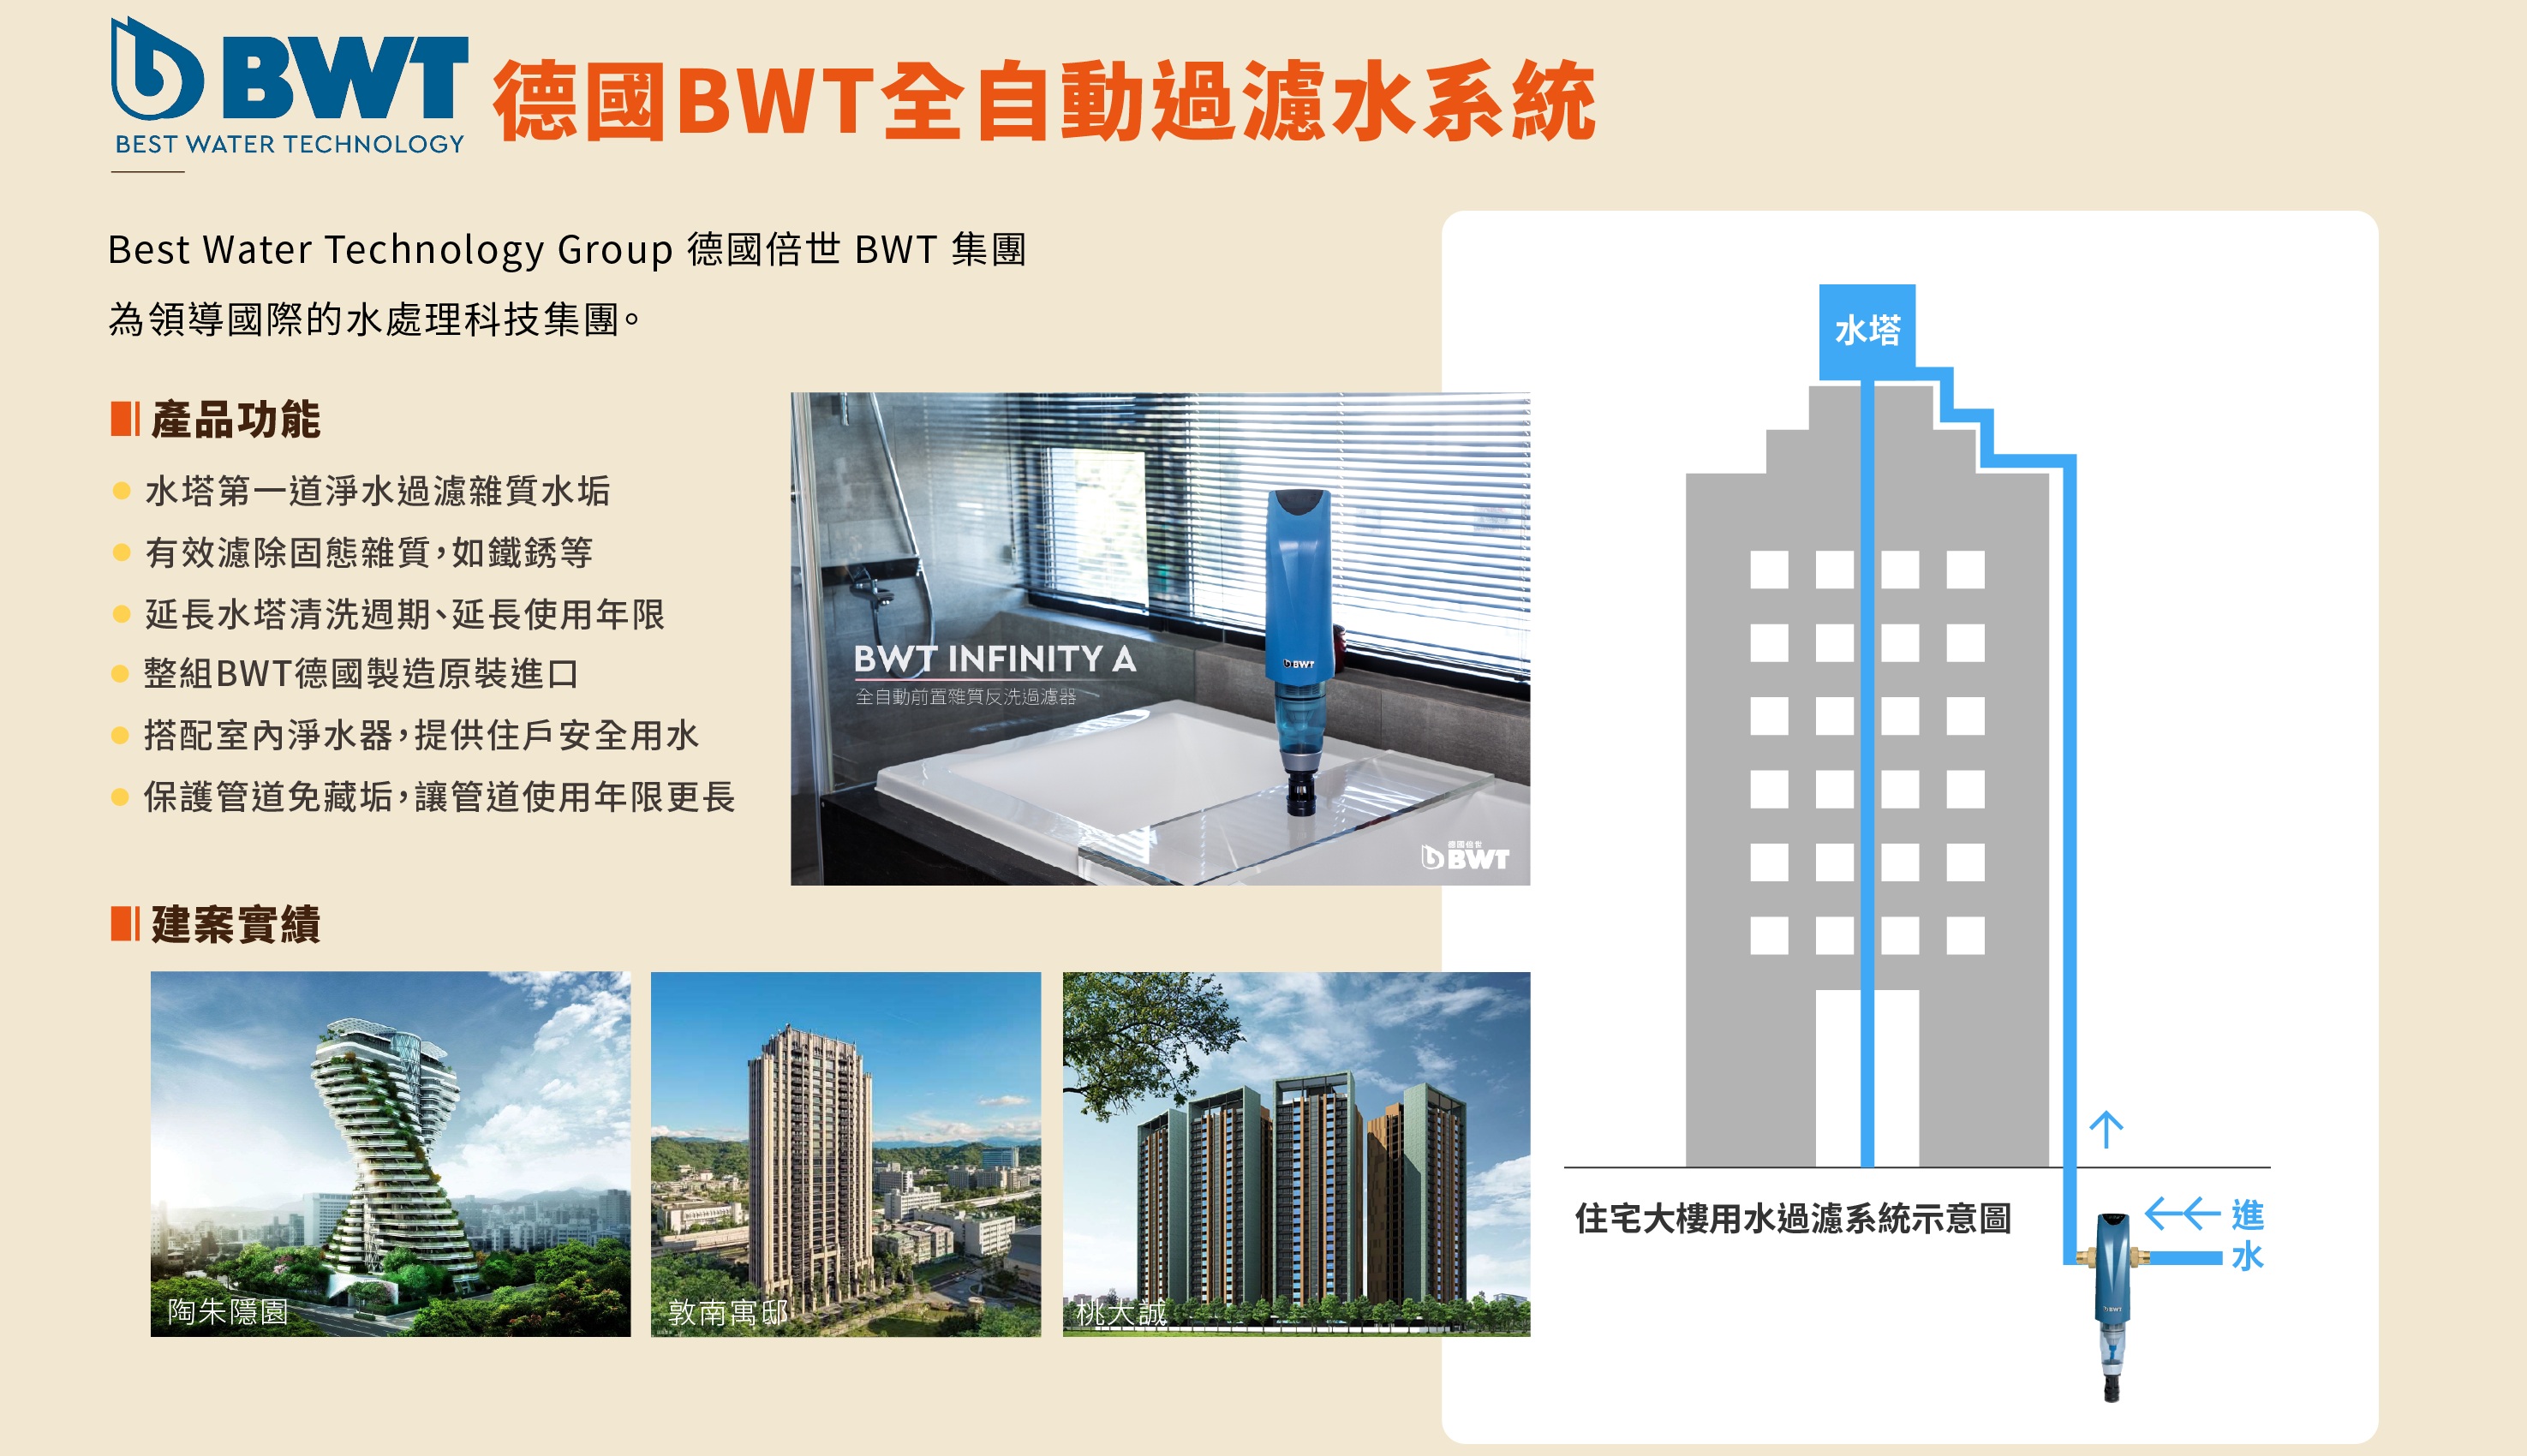 BWT
BEST WATER TECHNOLOGY
德國BWT全自動過濾水系統
Best Water Technology Group 德國倍世 BWT 集團
為領導國際的水處理科技集團。
產品功能
水塔第一道淨水過濾雜質水垢
有效濾除固態雜質，如鐵銹等
延長水塔清洗週期、延長使用年限
整組BWT德國製造原裝進口
搭配室內淨水器，提供住戶安全用水
保護管道免藏垢，讓管道使用年限更長
BWT INFINITY A
全自動前置雜質反洗過濾器
BWT
德國倍世
BWT
建案實績
陶朱隱園
敦南寓邸
桃大誠
水塔
住宅大樓用水過濾系統示意圖
進
水
BWT